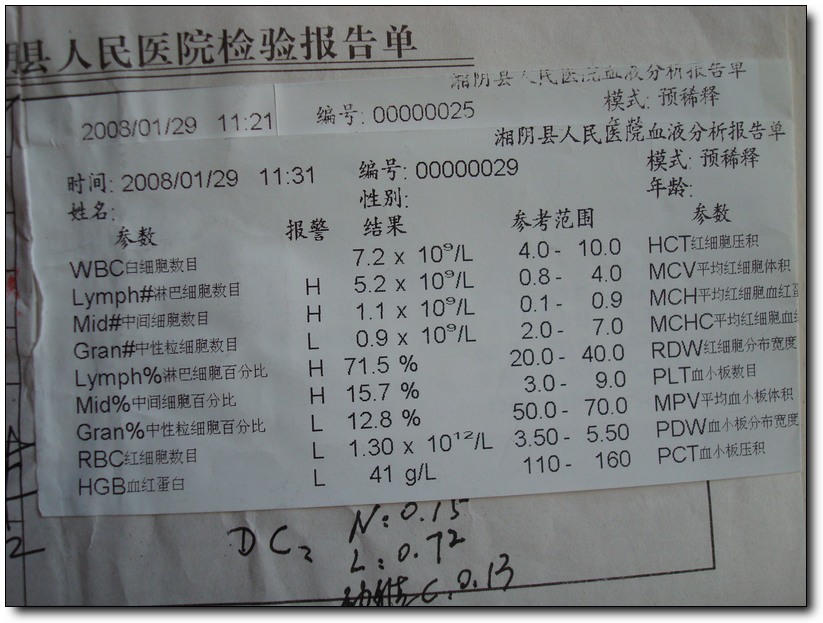 县人民医院检验报告单
湘阴县人民医院血液分析报告单
2008/01/29 11:21 编号: 00000025 模式: 预稀释
湘阴县人民医院血液分析报告单
时间: 2008/01/29 11:31 编号: 00000029 模式: 预稀释
姓名: 性别: 年龄:
参数 报警 结果 参考范围 参数
WBC白细胞数目 7.2 x 10⁹/L 4.0 - 10.0 HCT红细胞压积
Lymph#淋巴细胞数目 H 5.2 x 10⁹/L 0.8 - 4.0 MCV平均红细胞体积
Mid#中间细胞数目 H 1.1 x 10⁹/L 0.1 - 0.9 MCH平均红细胞血红
Gran#中性粒细胞数目 L 0.9 x 10⁹/L 2.0 - 7.0 MCHC平均红细胞血
Lymph%淋巴细胞百分比 H 71.5 % 20.0 - 40.0 RDW红细胞分布宽度
Mid%中间细胞百分比 H 15.7 % 3.0 - 9.0 PLT血小板数目
Gran%中性粒细胞百分比 L 12.8 % 50.0 - 70.0 MPV平均血小板体积
RBC红细胞数目 L 1.30 x 10¹²/L 3.50 - 5.50 PDW血小板分布宽度
HGB血红蛋白 L 41 g/L 110 - 160 PCT血小板压积
DC: N: 0.15
L: 0.72
C. 0.13